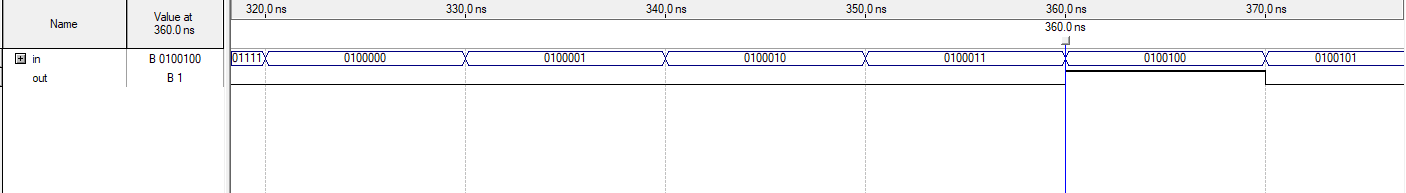 Name
Value at
360.0 ns
320.0 ns 330.0 ns 340.0 ns 350.0 ns 360.0 ns 370.0 ns
360.0 ns
in B 0100100 01111 0100000 0100001 0100010 0100011 0100100 0100101
out B 1